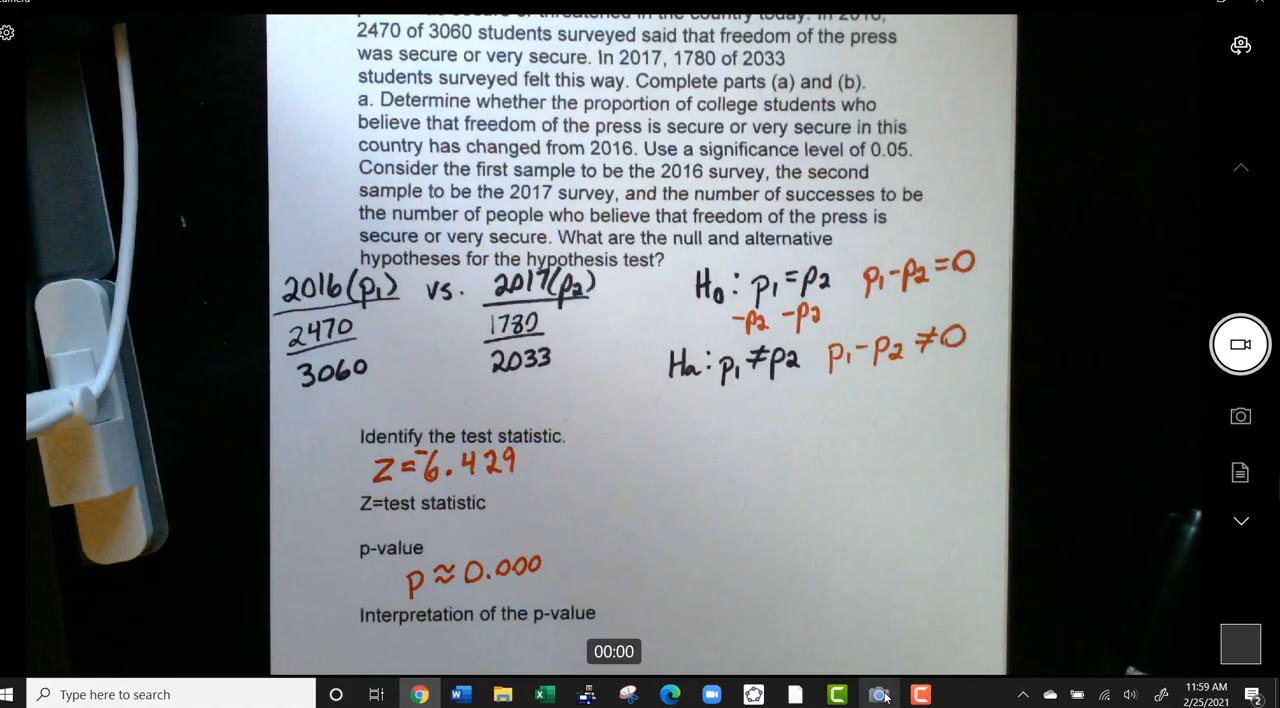 2470 of 3060 students surveyed said that freedom of the press
was secure or very secure. In 2017, 1780 of 2033
students surveyed felt this way. Complete parts (a) and (b).
a. Determine whether the proportion of college students who
believe that freedom of the press is secure or very secure in this
country has changed from 2016. Use a significance level of 0.05.
Consider the first sample to be the 2016 survey, the second
sample to be the 2017 survey, and the number of successes to be
the number of people who believe that freedom of the press is
secure or very secure. What are the null and alternative
hypotheses for the hypothesis test?
2016(p₁) vs. 2017(p₂)
2470 1780
3060 2033
H₀: p₁=p₂ p₁-p₂=0
-p₂ -p₂
Ha: p₁≠p₂ p₁-p₂≠0
Identify the test statistic.
z=-6.429
Z=test statistic
p-value
p≈0.000
Interpretation of the p-value
00:00
Type here to search
11:59 AM
2/25/2021
2